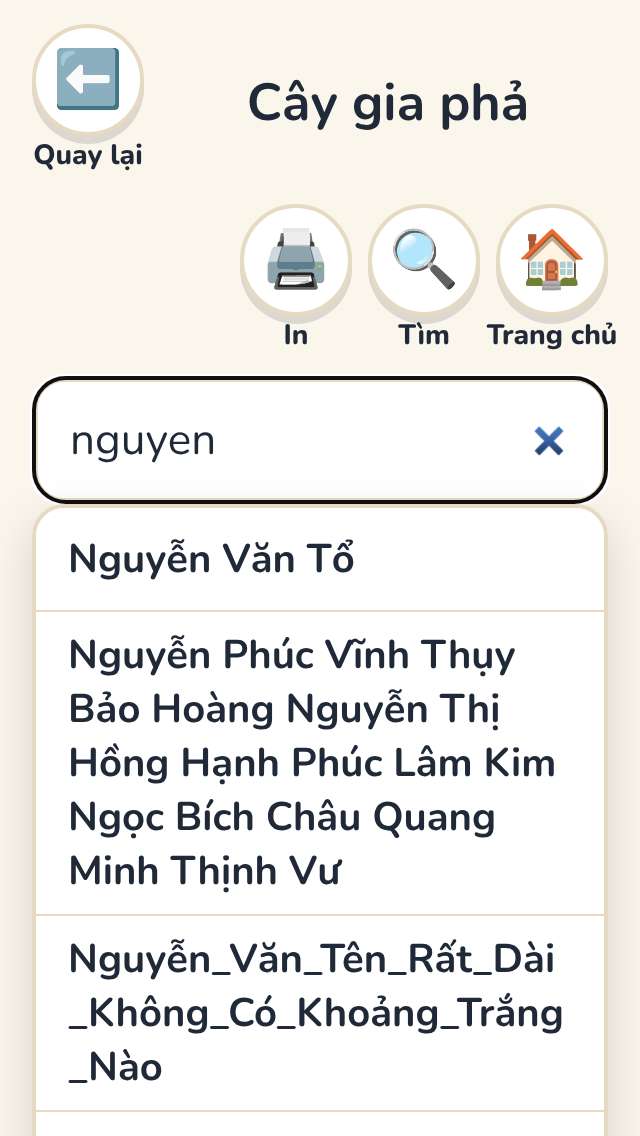 Cây gia phả
Quay lại
In
Tìm
Trang chủ
nguyen
Nguyễn Văn Tổ
Nguyễn Phúc Vĩnh Thụy
Bảo Hoàng Nguyễn Thị
Hồng Hạnh Phúc Lâm Kim
Ngọc Bích Châu Quang
Minh Thịnh Vư
Nguyễn_Văn_Tên_Rất_Dài
_Không_Có_Khoảng_Trắng
_Nào